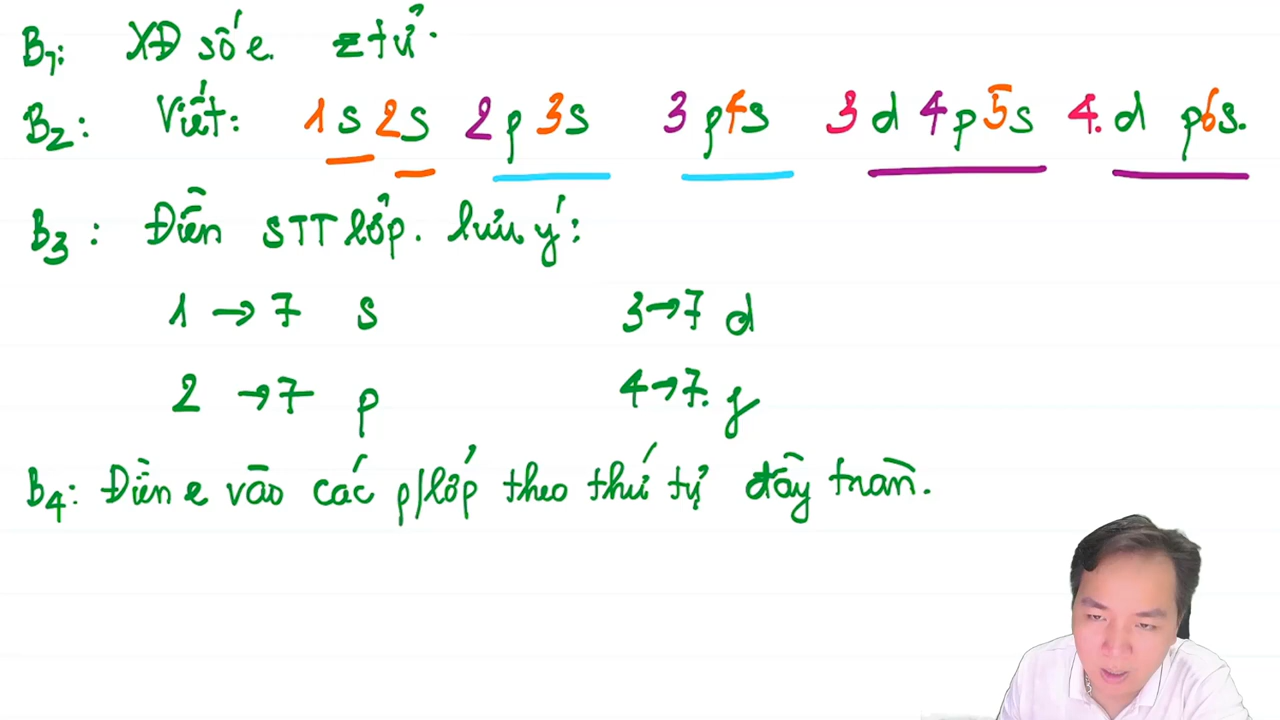 B1: XĐ số e. z tử.
B2: Viết: 1s 2s 2p 3s 3p 4s 3d 4p 5s 4.d p 6s.
B3: Điền STT lớp. lưu ý:
1 → 7 s 3 → 7 d
2 → 7 p 4 → 7. f
B4: Điền e vào các p/lớp theo thứ tự đầy tràn.